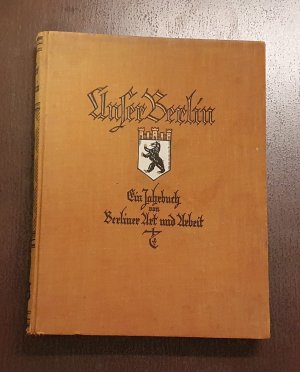 Unser Berlin
Ein Jahrbuch
von
Berliner Art und Arbeit